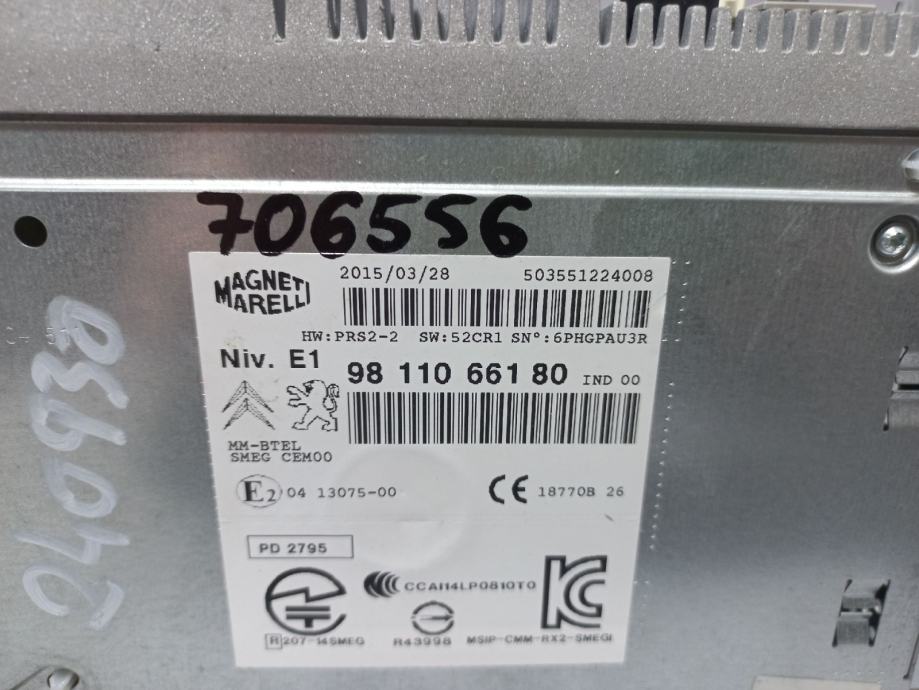 706556
MAGNETI
MARELLI
2015/03/28 503551224008
HW:PRS2-2 SW:52CR1 SN°:6PHGPAU3R
Niv. E1
98 110 661 80 IND 00
MM-BTEL
SMEG CEM00
E2 04 13075-00
CE 18770B 26
PD 2795
CCAI14LP0810T0
R 207-14SMEG
R43998
MSIP-CMM-RX2-SMEGI
240930